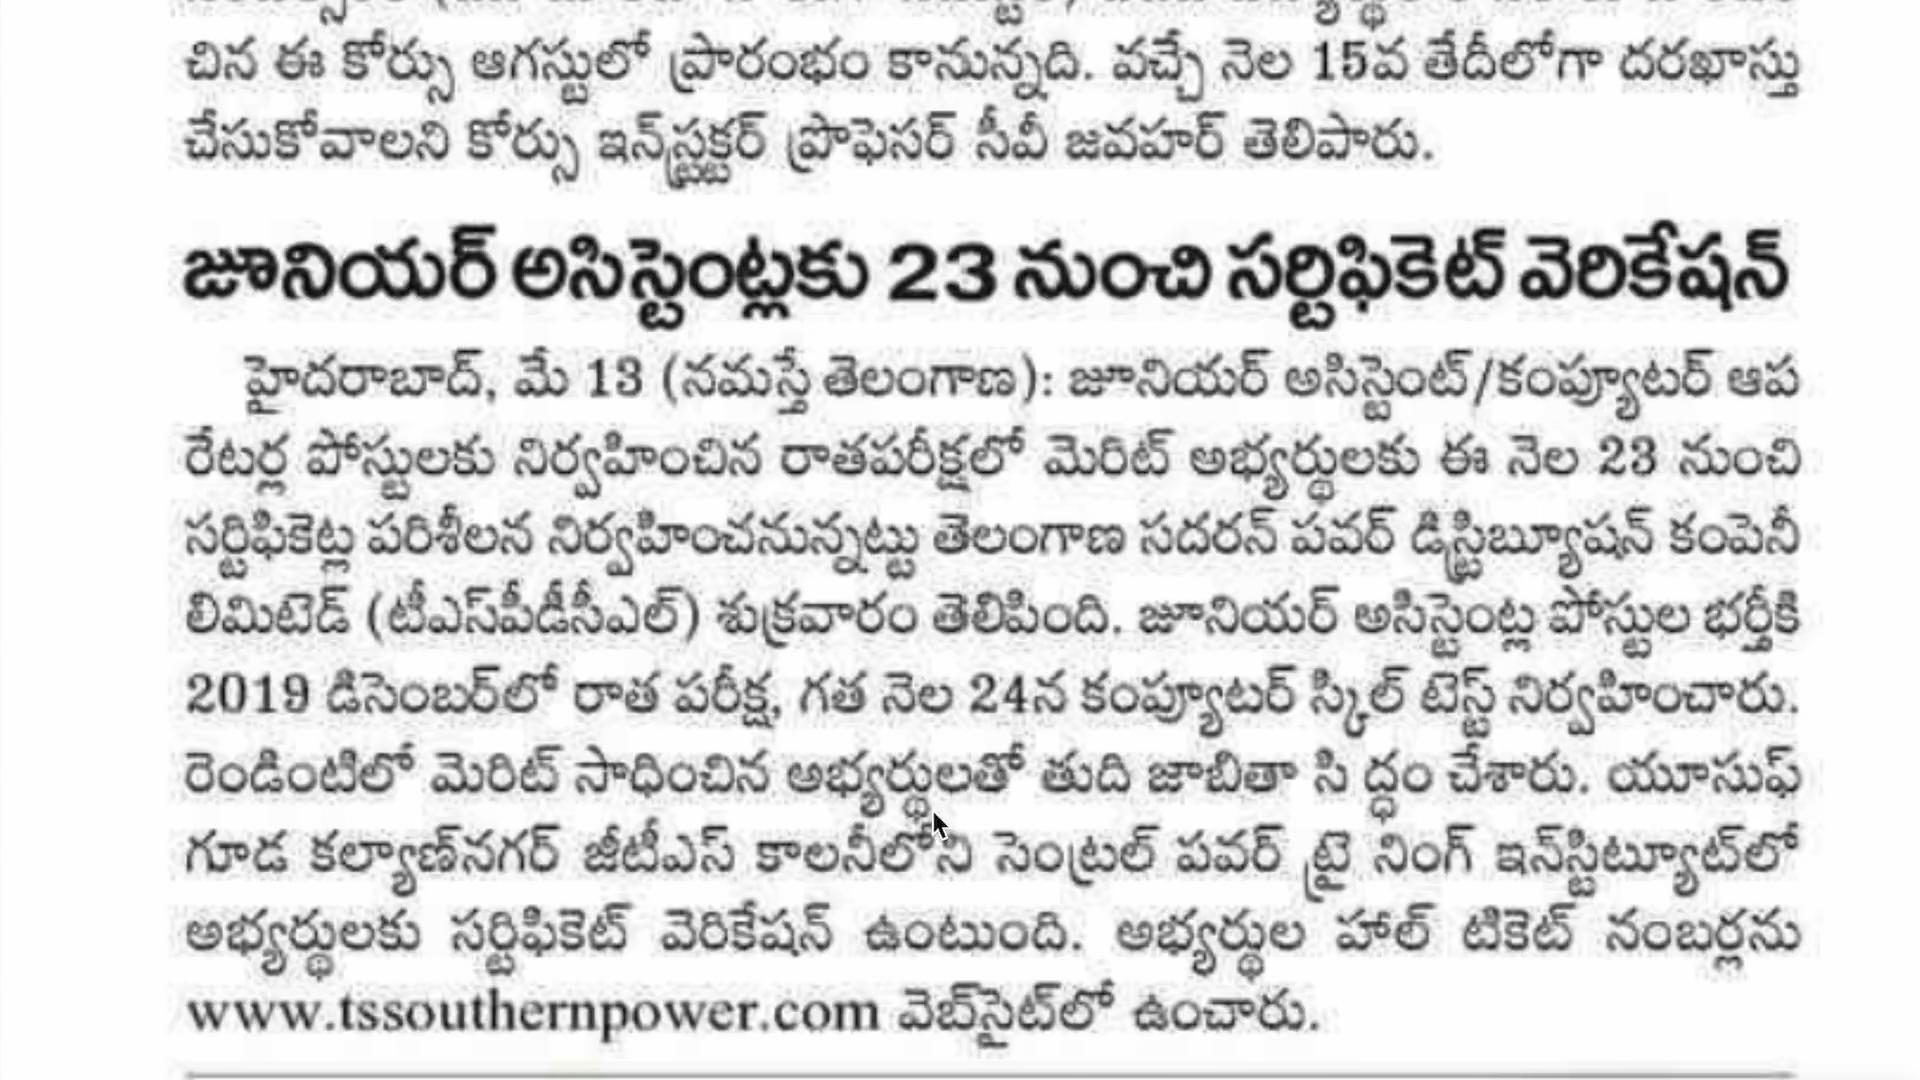 చిన ఈ కోర్సు ఆగస్టులో ప్రారంభం కానున్నది. వచ్చే నెల 15వ తేదీలోగా దరఖాస్తు
చేసుకోవాలని కోర్సు ఇన్‌స్ట్రక్టర్ ప్రొఫెసర్ సీవీ జవహర్ తెలిపారు.
జూనియర్ అసిస్టెంట్లకు 23 నుంచి సర్టిఫికెట్ వెరికేషన్
హైదరాబాద్, మే 13 (నమస్తే తెలంగాణ): జూనియర్ అసిస్టెంట్/కంప్యూటర్ ఆప
రేటర్ల పోస్టులకు నిర్వహించిన రాతపరీక్షలో మెరిట్ అభ్యర్థులకు ఈ నెల 23 నుంచి
సర్టిఫికెట్ల పరిశీలన నిర్వహించనున్నట్టు తెలంగాణ సదరన్ పవర్ డిస్ట్రిబ్యూషన్ కంపెనీ
లిమిటెడ్ (టీఎస్‌పీడీసీఎల్) శుక్రవారం తెలిపింది. జూనియర్ అసిస్టెంట్ల పోస్టుల భర్తీకి
2019 డిసెంబర్‌లో రాత పరీక్ష, గత నెల 24న కంప్యూటర్ స్కిల్ టెస్ట్ నిర్వహించారు.
రెండింటిలో మెరిట్ సాధించిన అభ్యర్థులతో తుది జాబితా సి ద్ధం చేశారు. యూసుఫ్
గూడ కల్యాణ్‌నగర్ జీటీఎస్ కాలనీలోని సెంట్రల్ పవర్ ట్రై నింగ్ ఇన్‌స్టిట్యూట్‌లో
అభ్యర్థులకు సర్టిఫికెట్ వెరికేషన్ ఉంటుంది. అభ్యర్థుల హాల్ టికెట్ నంబర్లను
www.tssouthernpower.com వెబ్‌సైట్‌లో ఉంచారు.